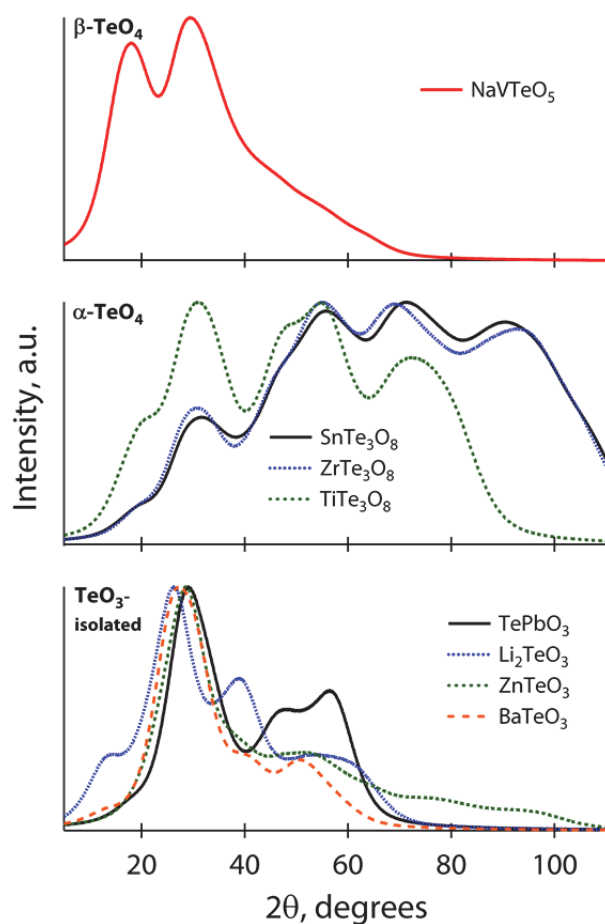 β-TeO₄
NaVTeO₅
α-TeO₄
SnTe₃O₈
ZrTe₃O₈
TiTe₃O₈
Intensity, a.u.
TeO₃-
isolated
TePbO₃
Li₂TeO₃
ZnTeO₃
BaTeO₃
20 40 60 80 100
2θ, degrees